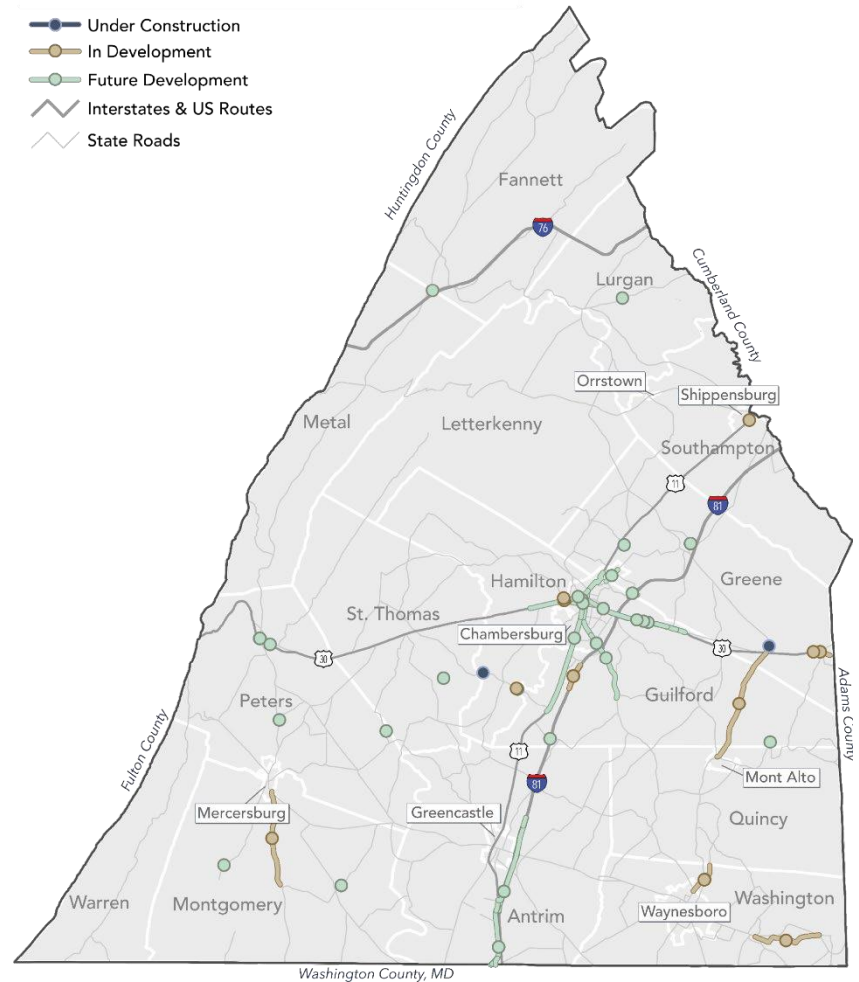 Under Construction
In Development
Future Development
Interstates & US Routes
State Roads
Huntingdon County
Fannett
76
Cumberland County
Lurgan
Orrstown
Shippensburg
Metal
Letterkenny
Southampton
11
81
Hamilton
Greene
St. Thomas
Chambersburg
30
30
Guilford
Peters
Adams County
Fulton County
11
Mont Alto
81
Mercersburg
Greencastle
Quincy
Warren
Montgomery
Antrim
Waynesboro
Washington
Washington County, MD